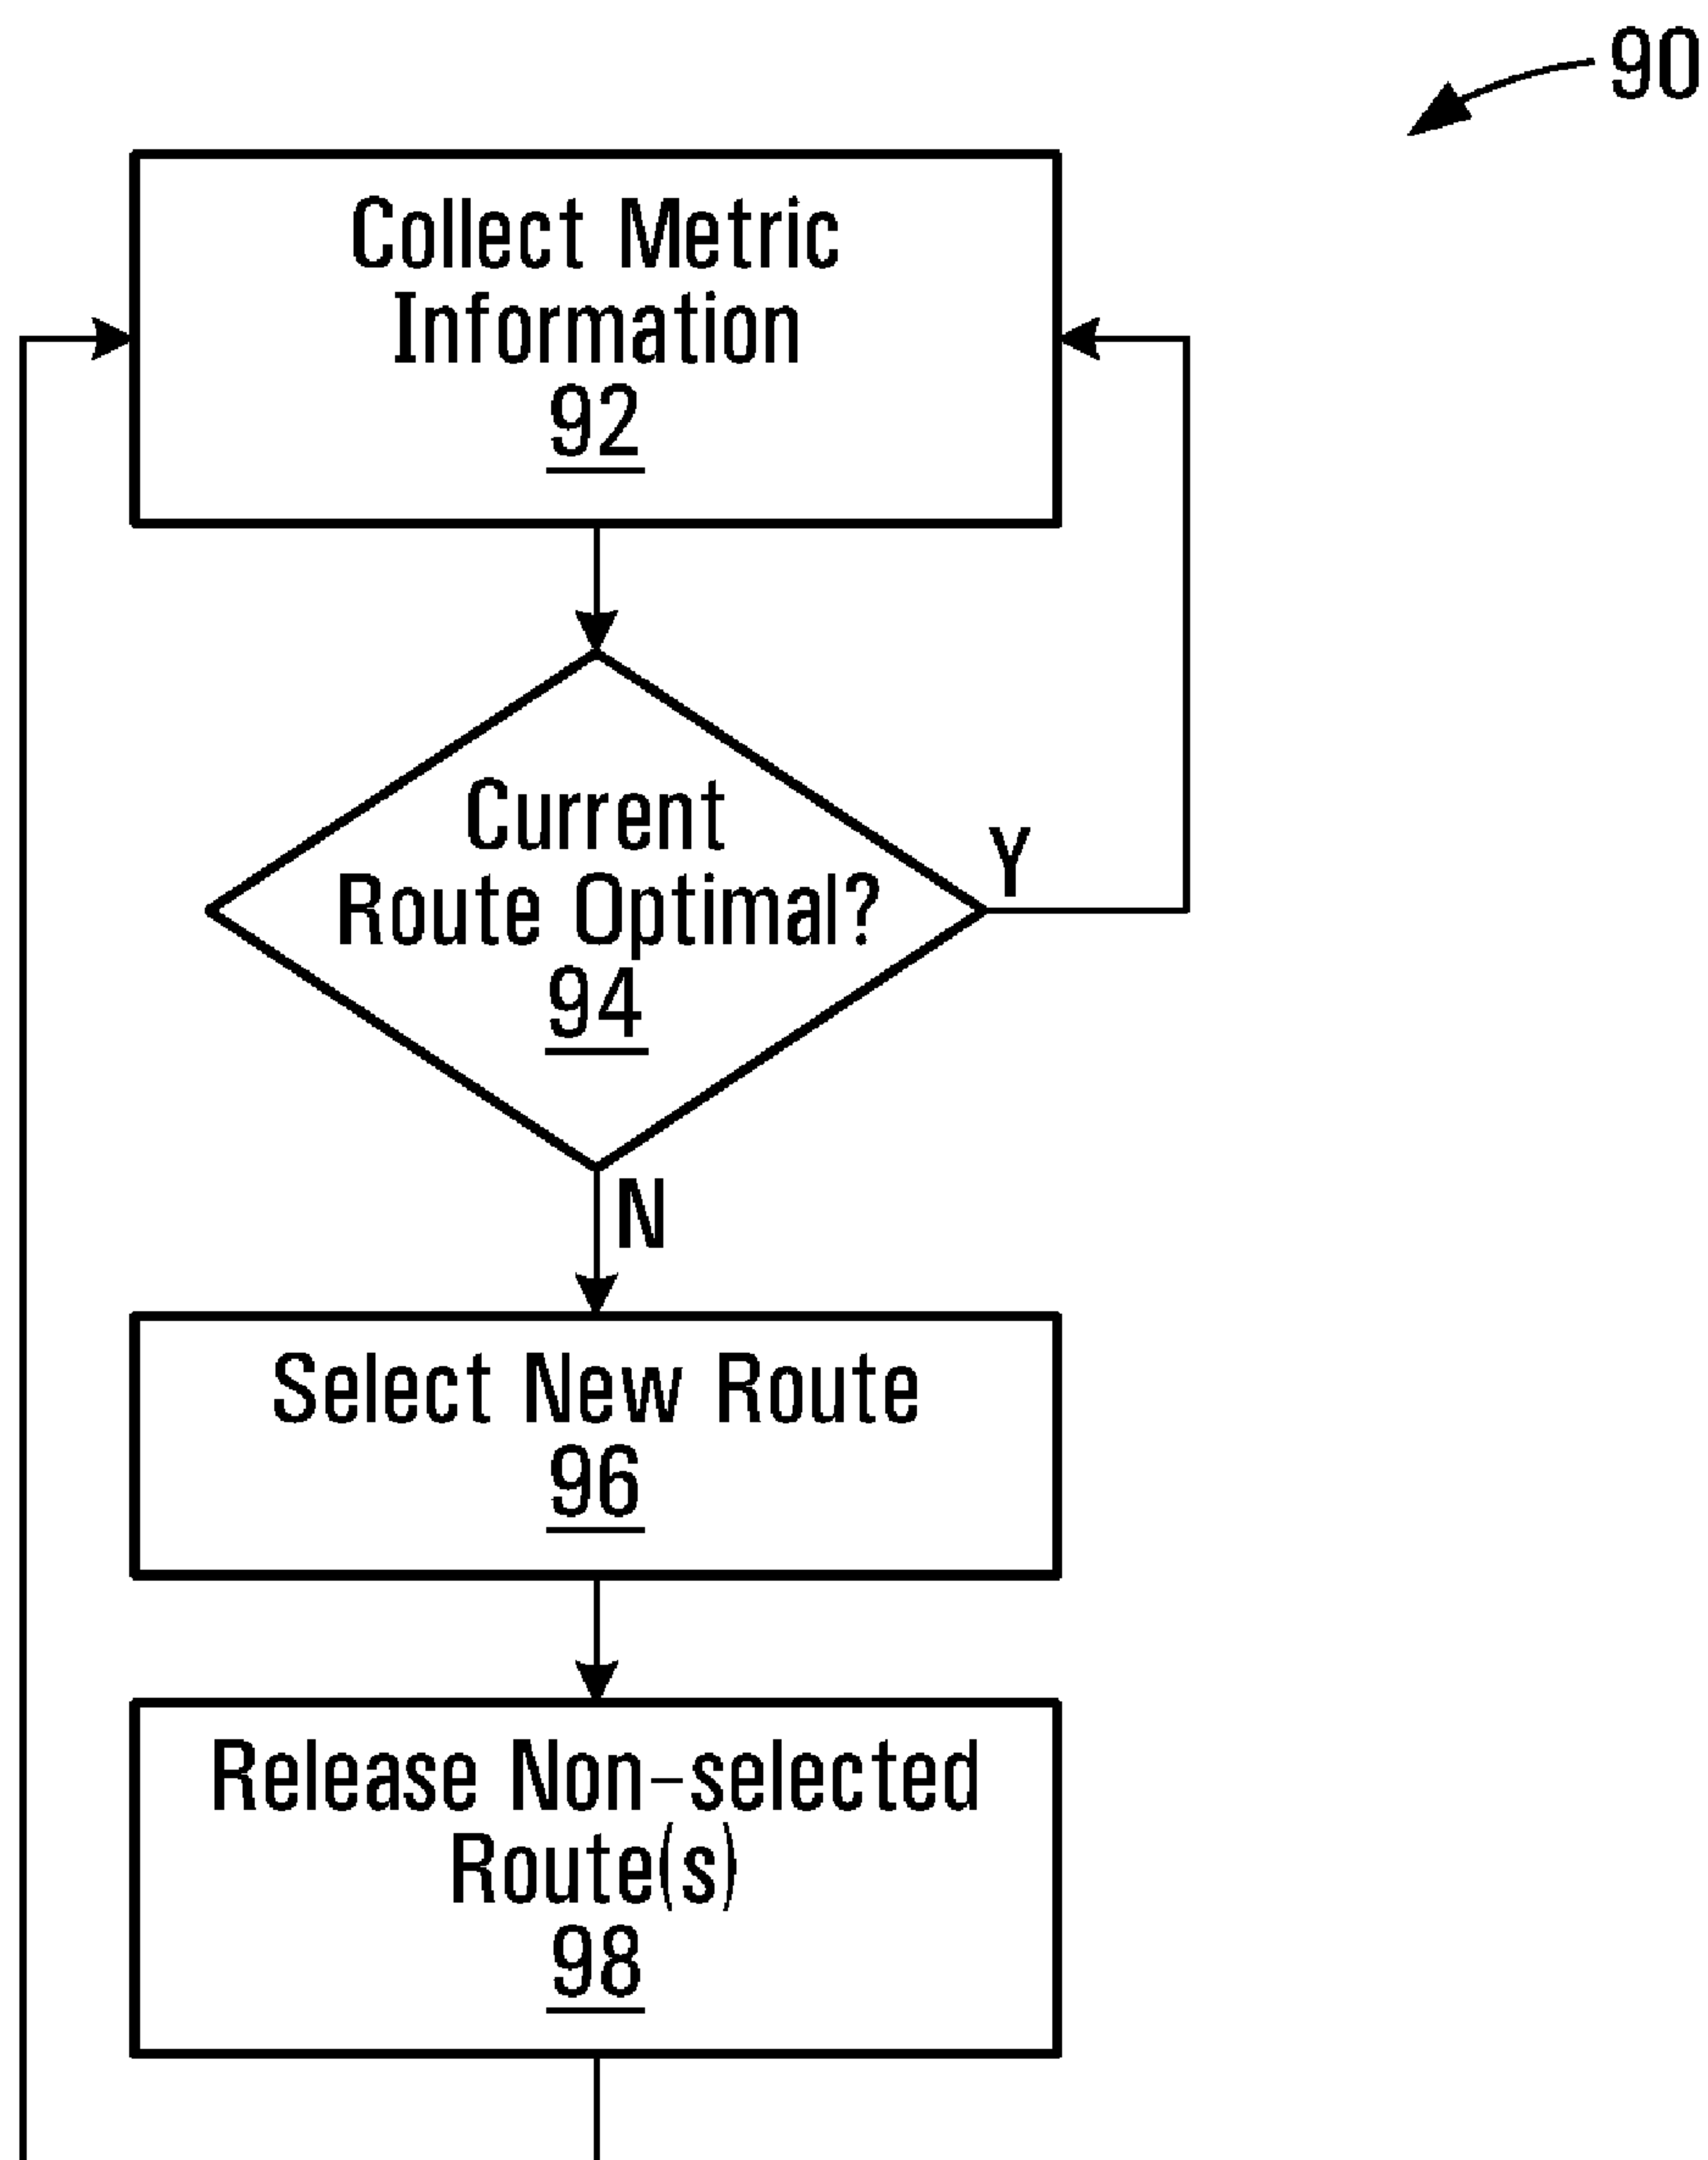 90
Collect Metric
Information
92
Current
Route Optimal?
94
Y
N
Select New Route
96
Release Non-selected
Route(s)
98